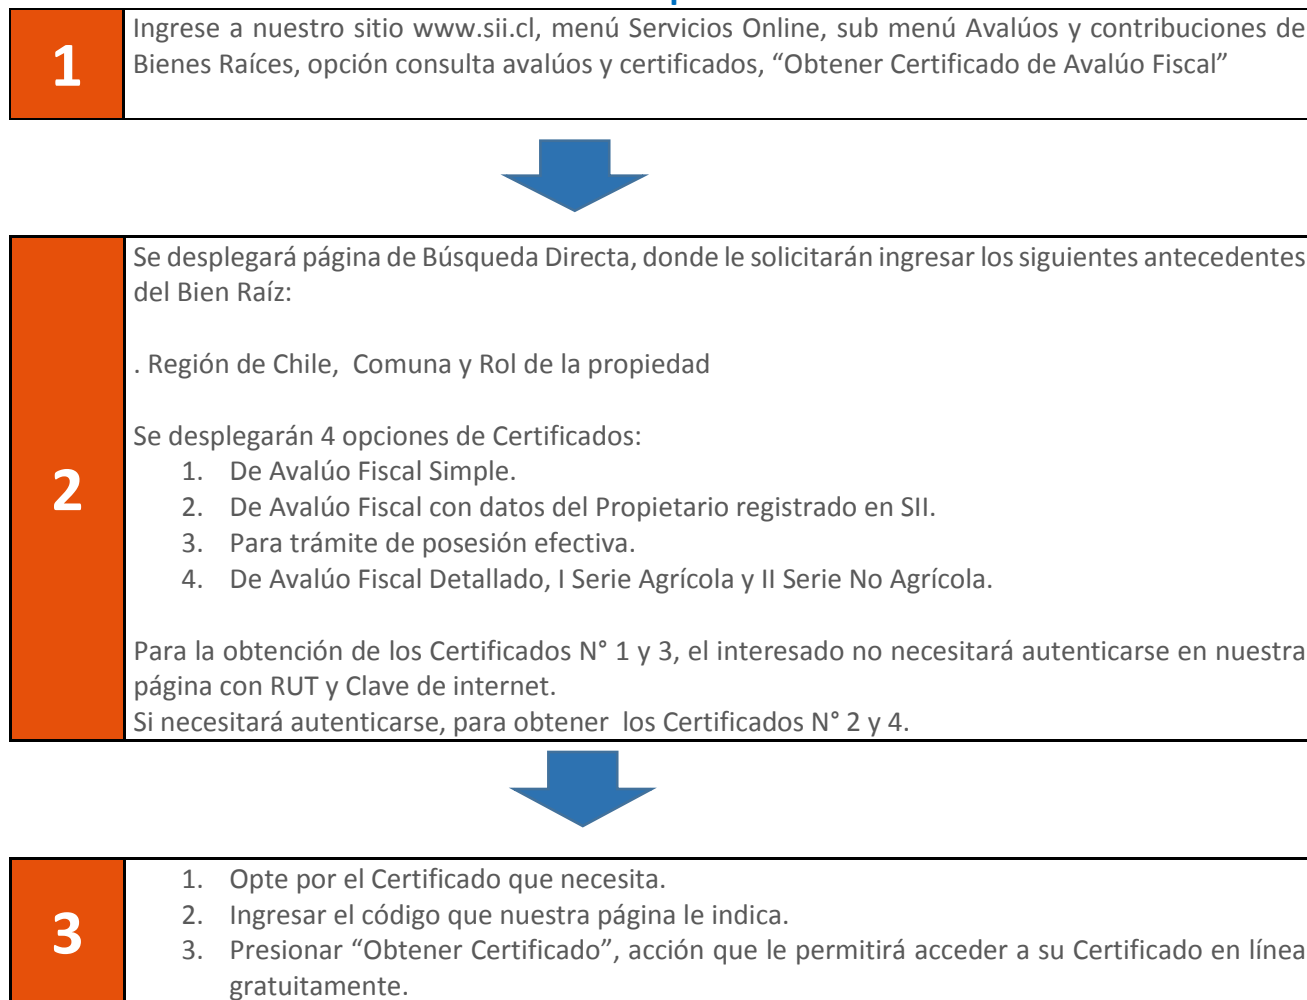 1
Ingrese a nuestro sitio www.sii.cl, menú Servicios Online, sub menú Avalúos y contribuciones de
Bienes Raíces, opción consulta avalúos y certificados, “Obtener Certificado de Avalúo Fiscal”
2
Se desplegará página de Búsqueda Directa, donde le solicitarán ingresar los siguientes antecedentes
del Bien Raíz:
. Región de Chile,  Comuna y Rol de la propiedad
Se desplegarán 4 opciones de Certificados:
1. De Avalúo Fiscal Simple.
2. De Avalúo Fiscal con datos del Propietario registrado en SII.
3. Para trámite de posesión efectiva.
4. De Avalúo Fiscal Detallado, I Serie Agrícola y II Serie No Agrícola.
Para la obtención de los Certificados N° 1 y 3, el interesado no necesitará autenticarse en nuestra
página con RUT y Clave de internet.
Si necesitará autenticarse, para obtener  los Certificados N° 2 y 4.
3
1. Opte por el Certificado que necesita.
2. Ingresar el código que nuestra página le indica.
3. Presionar “Obtener Certificado”, acción que le permitirá acceder a su Certificado en línea
gratuitamente.